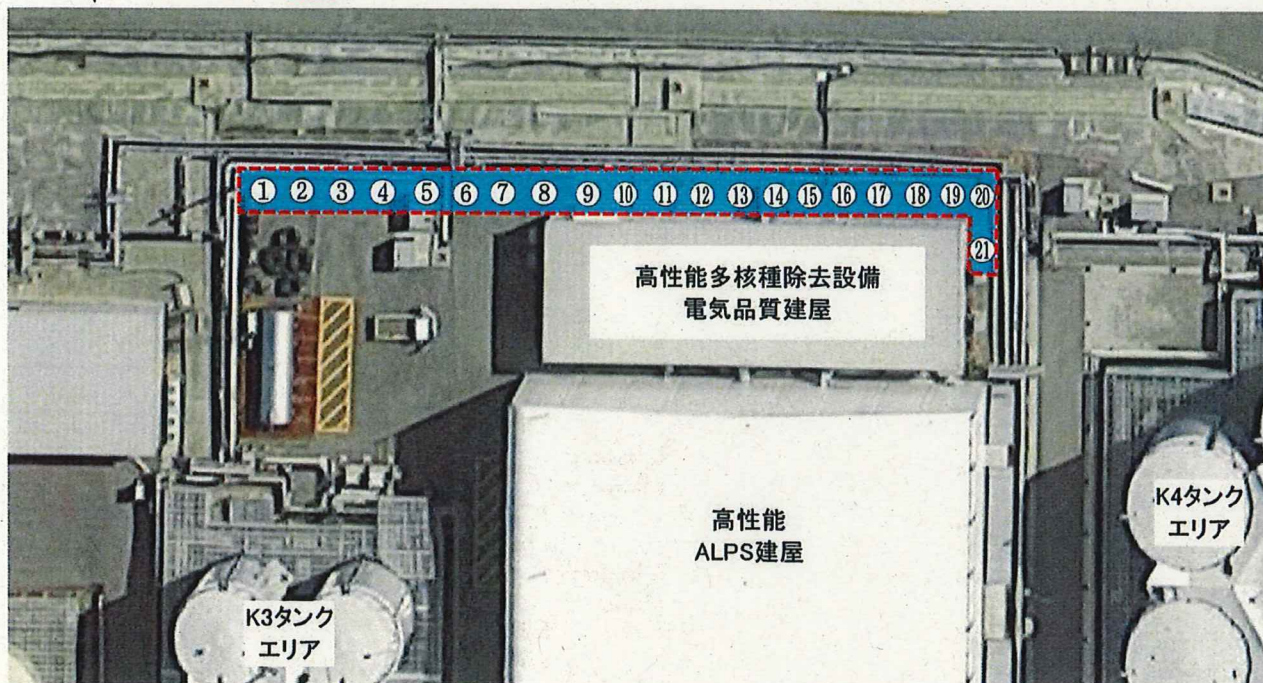 ①②③④⑤⑥⑦⑧⑨⑩⑪⑫⑬⑭⑮⑯⑰⑱⑲⑳
㉑
高性能多核種除去設備
電気品質建屋
高性能
ALPS建屋
K4タンク
エリア
K3タンク
エリア